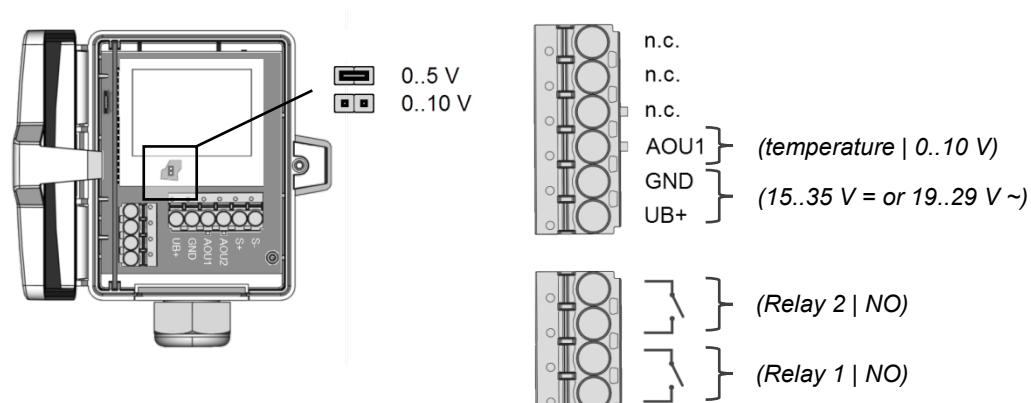 0..5 V
0..10 V
UB+
GND
AOU1
AOU2
S+
S-
n.c.
n.c.
n.c.
AOU1
(temperature | 0..10 V)
GND
UB+
(15..35 V = or 19..29 V ~)
(Relay 2 | NO)
(Relay 1 | NO)